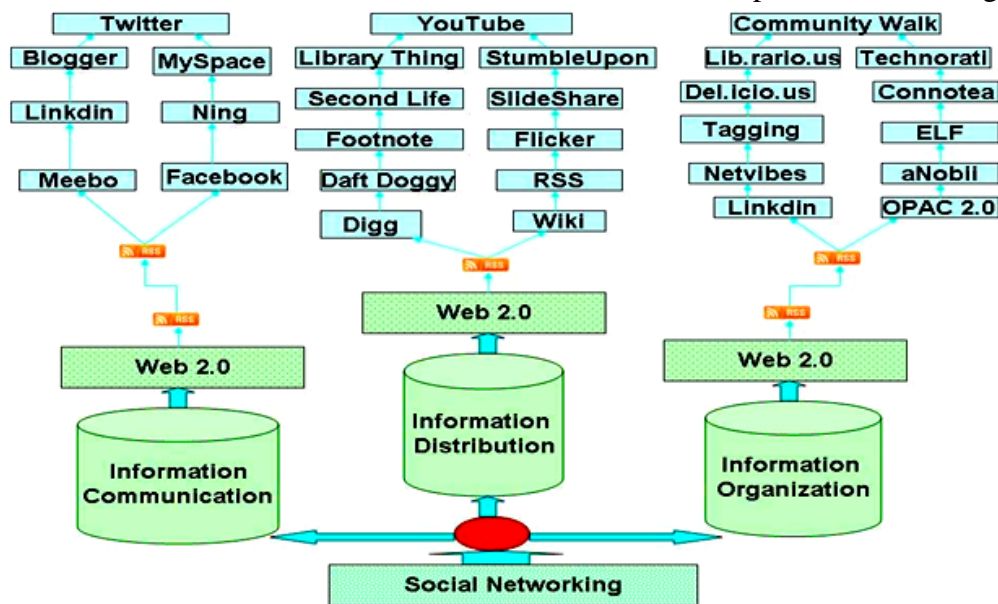 Twitter
YouTube
Community Walk
Blogger
MySpace
Library Thing
StumbleUpon
Lib.rario.us
Technorati
Linkdin
Ning
Second Life
SlideShare
Del.icio.us
Connotea
Footnote
Flicker
Tagging
ELF
Meebo
Facebook
Daft Doggy
RSS
Netvibes
aNobii
Digg
Wiki
Linkdin
OPAC 2.0
RSS
RSS
RSS
RSS
RSS
Web 2.0
Web 2.0
Web 2.0
Information
Communication
Information
Distribution
Information
Organization
Social Networking